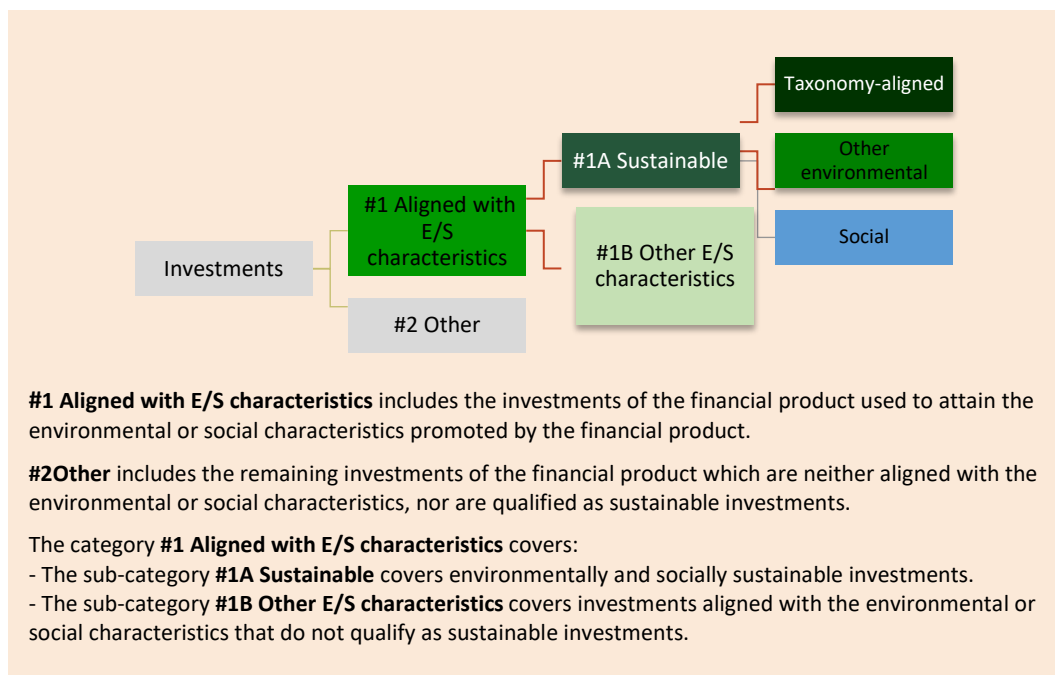 Taxonomy-aligned
#1A Sustainable
Other
environmental
#1 Aligned with
E/S
characteristics
Social
#1B Other E/S
characteristics
Investments
#2 Other
#1 Aligned with E/S characteristics includes the investments of the financial product used to attain the
environmental or social characteristics promoted by the financial product.
#2Other includes the remaining investments of the financial product which are neither aligned with the
environmental or social characteristics, nor are qualified as sustainable investments.
The category #1 Aligned with E/S characteristics covers:
- The sub-category #1A Sustainable covers environmentally and socially sustainable investments.
- The sub-category #1B Other E/S characteristics covers investments aligned with the environmental or
social characteristics that do not qualify as sustainable investments.